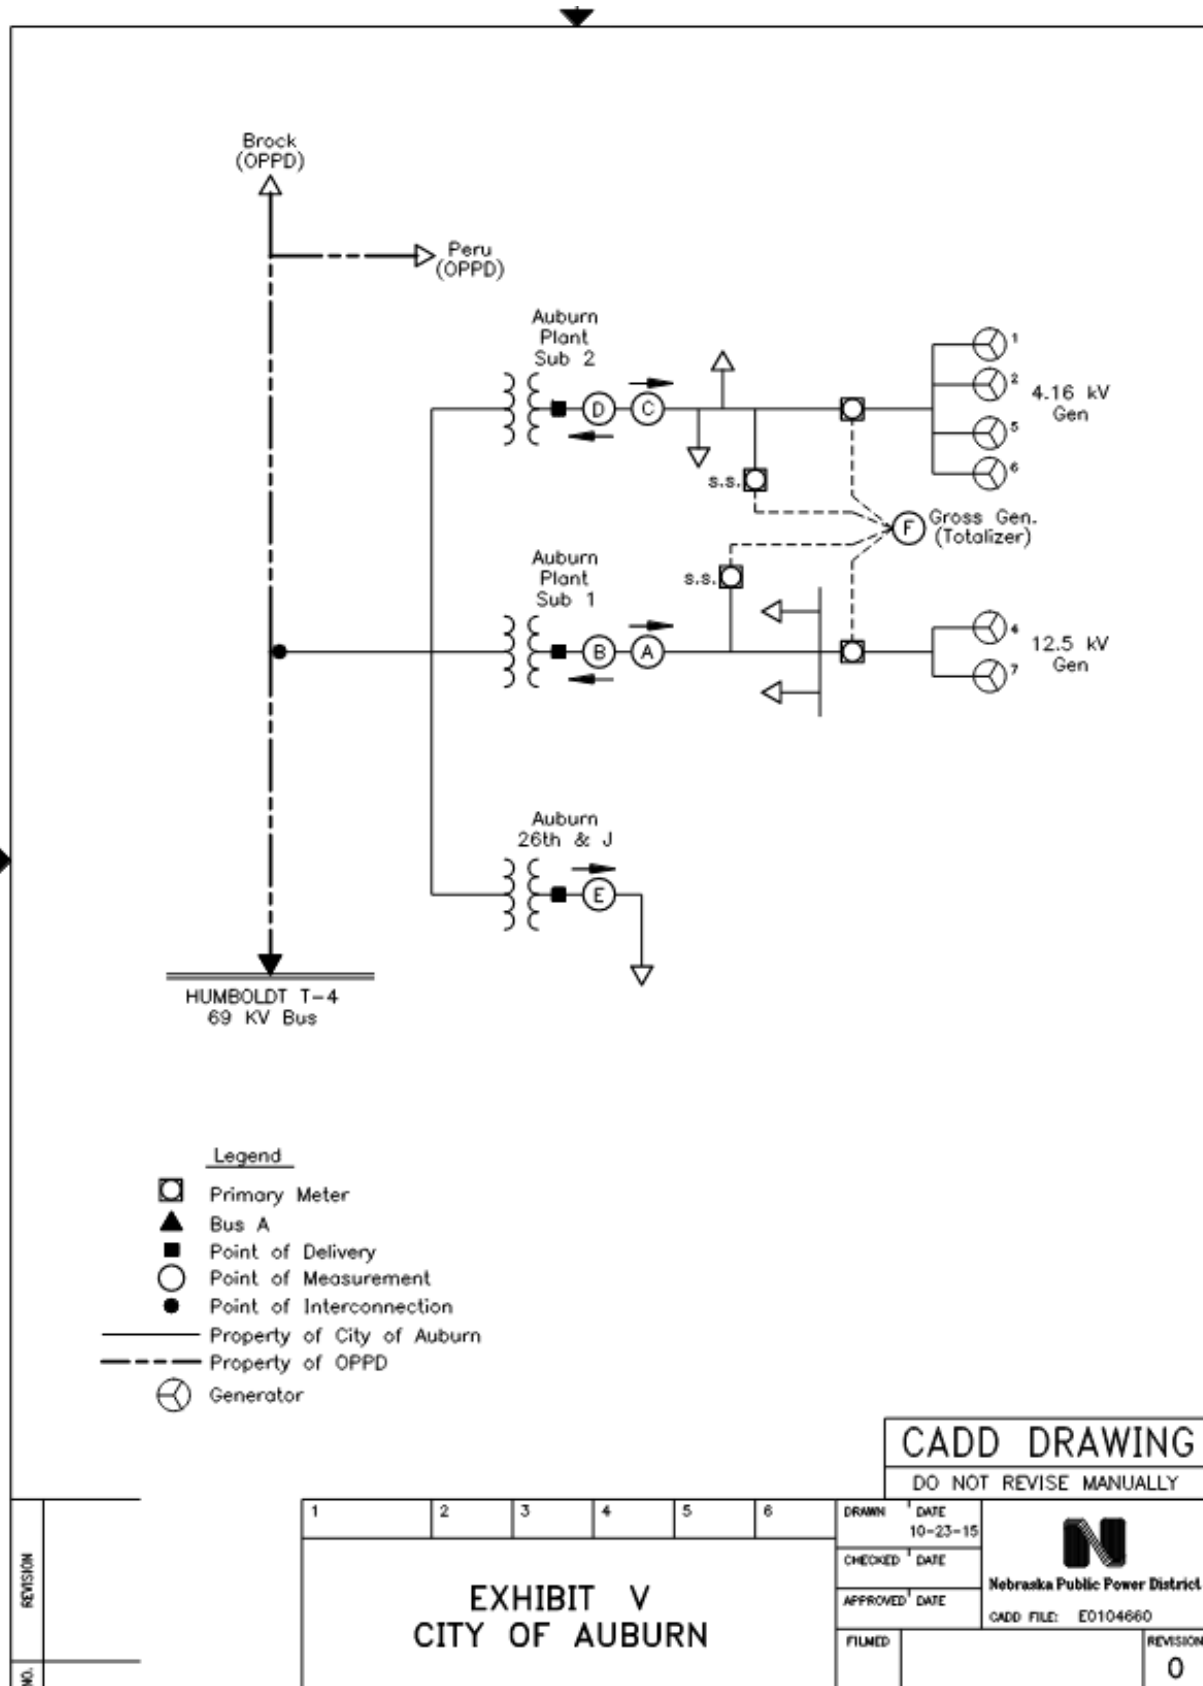 Brock
(OPPD)
Peru
(OPPD)
Auburn
Plant
Sub 2
D
C
s.s.
1
2
5
6
4.16 kV
Gen
F
Gross Gen.
(Totalizer)
Auburn
Plant
Sub 1
B
A
s.s.
4
7
12.5 kV
Gen
Auburn
26th & J
E
HUMBOLDT T-4
69 KV Bus
Legend
Primary Meter
Bus A
Point of Delivery
Point of Measurement
Point of Interconnection
Property of City of Auburn
Property of OPPD
Generator
CADD DRAWING
DO NOT REVISE MANUALLY
REVISION
NO.
1 2 3 4 5 6
EXHIBIT V
CITY OF AUBURN
DRAWN DATE
10-23-15
CHECKED DATE
APPROVED DATE
FILMED
N
Nebraska Public Power District
CADD FILE: E0104660
REVISION
0